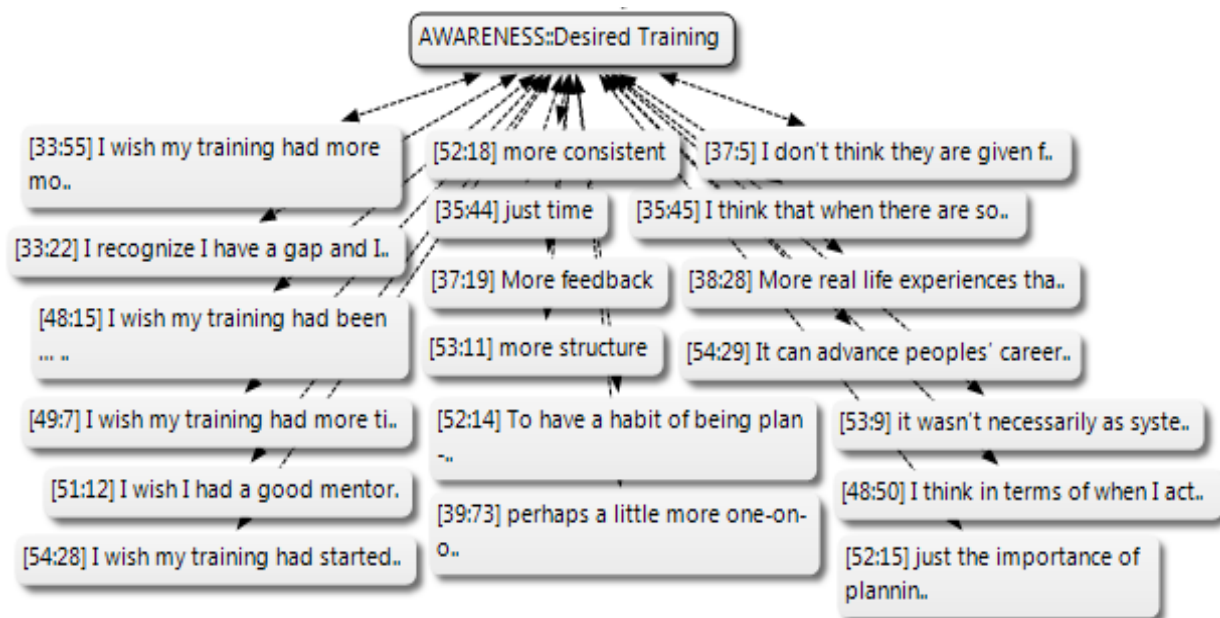 AWARENESS::Desired Training
[33:55] I wish my training had more
mo..
[33:22] I recognize I have a gap and I..
[48:15] I wish my training had been
... ..
[49:7] I wish my training had more ti..
[51:12] I wish I had a good mentor.
[54:28] I wish my training had started..
[52:18] more consistent
[35:44] just time
[37:19] More feedback
[53:11] more structure
[52:14] To have a habit of being plan
-..
[39:73] perhaps a little more one-on-
o..
[37:5] I don't think they are given f..
[35:45] I think that when there are so..
[38:28] More real life experiences tha..
[54:29] It can advance peoples' career..
[53:9] it wasn't necessarily as syste..
[48:50] I think in terms of when I act..
[52:15] just the importance of
plannin..